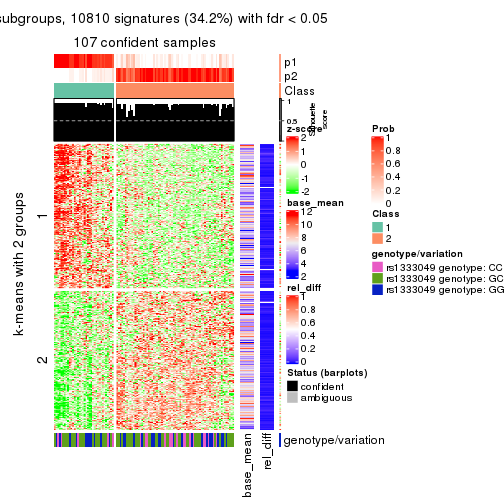 subgroups, 10810 signatures (34.2%) with fdr < 0.05
107 confident samples
p1
p2
Class
1
0.5
0
Silhouette
score
k-means with 2 groups
1
2
z-score
2
1
0
-1
-2
base_mean
12
10
8
6
4
2
rel_diff
1
0.8
0.6
0.4
0.2
0
Status (barplots)
confident
ambiguous
Prob
1
0.8
0.6
0.4
0.2
0
Class
1
2
genotype/variation
rs1333049 genotype: CC
rs1333049 genotype: GC
rs1333049 genotype: GG
genotype/variation
base_mean
rel_diff